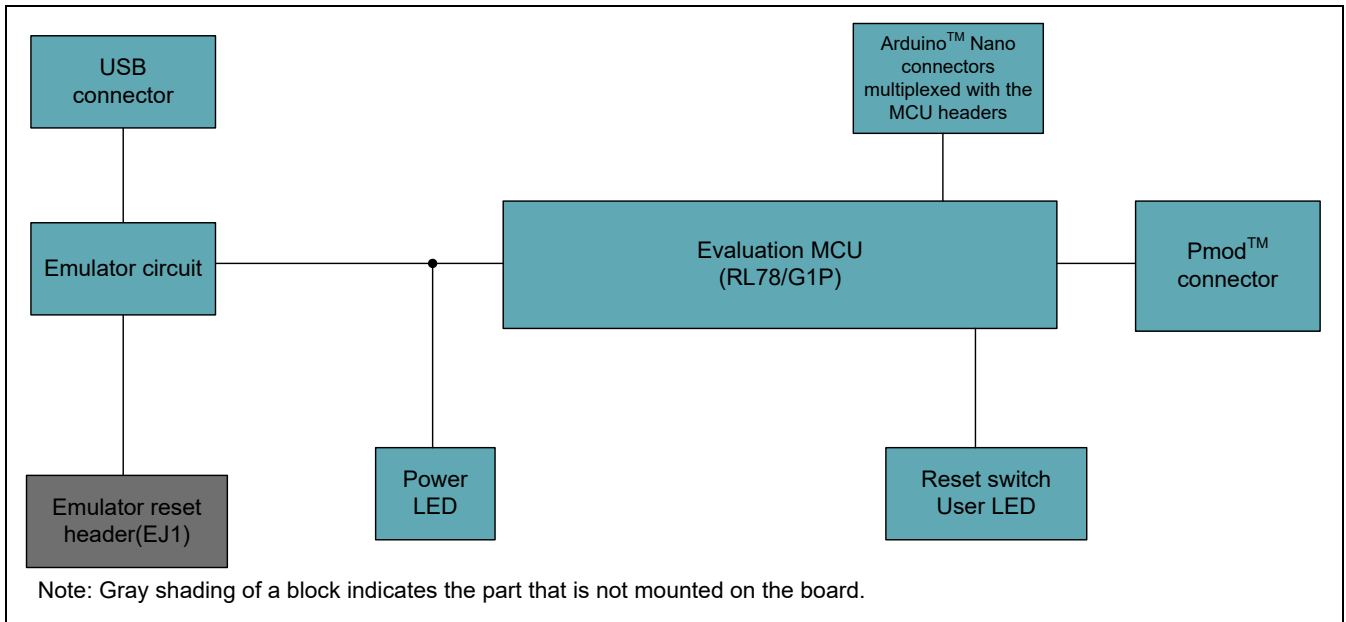 USB
connector
Arduino™ Nano
connectors
multiplexed with the
MCU headers
Emulator circuit
Evaluation MCU
(RL78/G1P)
Pmod™
connector
Emulator reset
header(EJ1)
Power
LED
Reset switch
User LED
Note: Gray shading of a block indicates the part that is not mounted on the board.